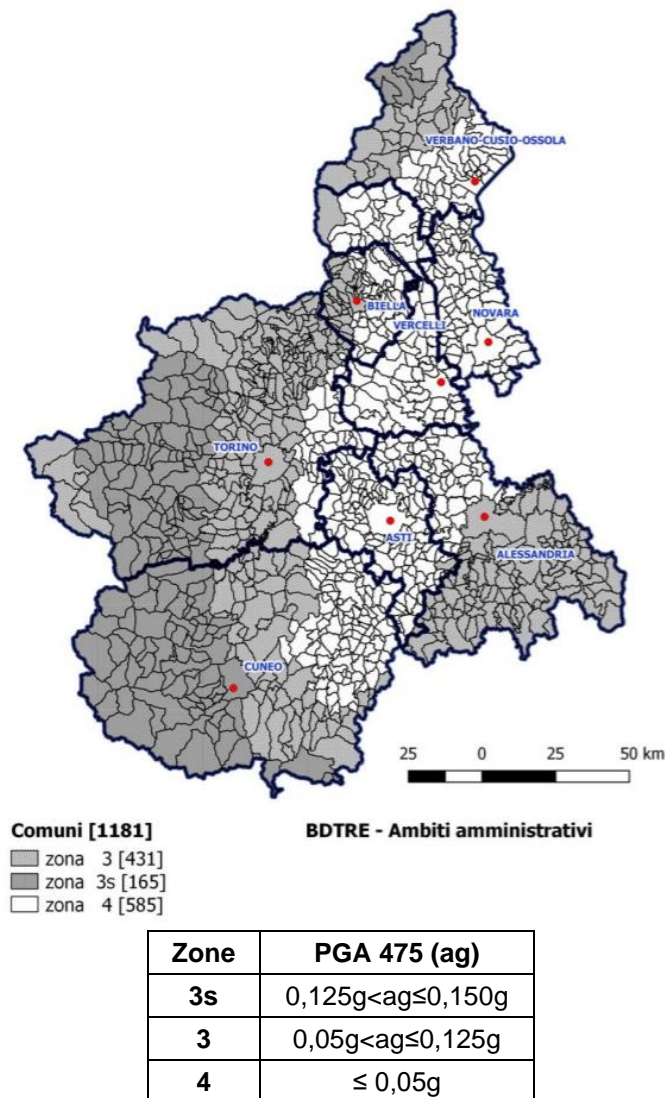 VERBANO-CUSIO-OSSOLA
BIELLA
NOVARA
VERCELLI
TORINO
ASTI
ALESSANDRIA
CUNEO
25 0 25 50 km
Comuni [1181]
BDTRE - Ambiti amministrativi
zona 3 [431]
zona 3s [165]
zona 4 [585]
Zone PGA 475 (ag)
3s 0,125g<ag≤0,150g
3 0,05g<ag≤0,125g
4 ≤ 0,05g